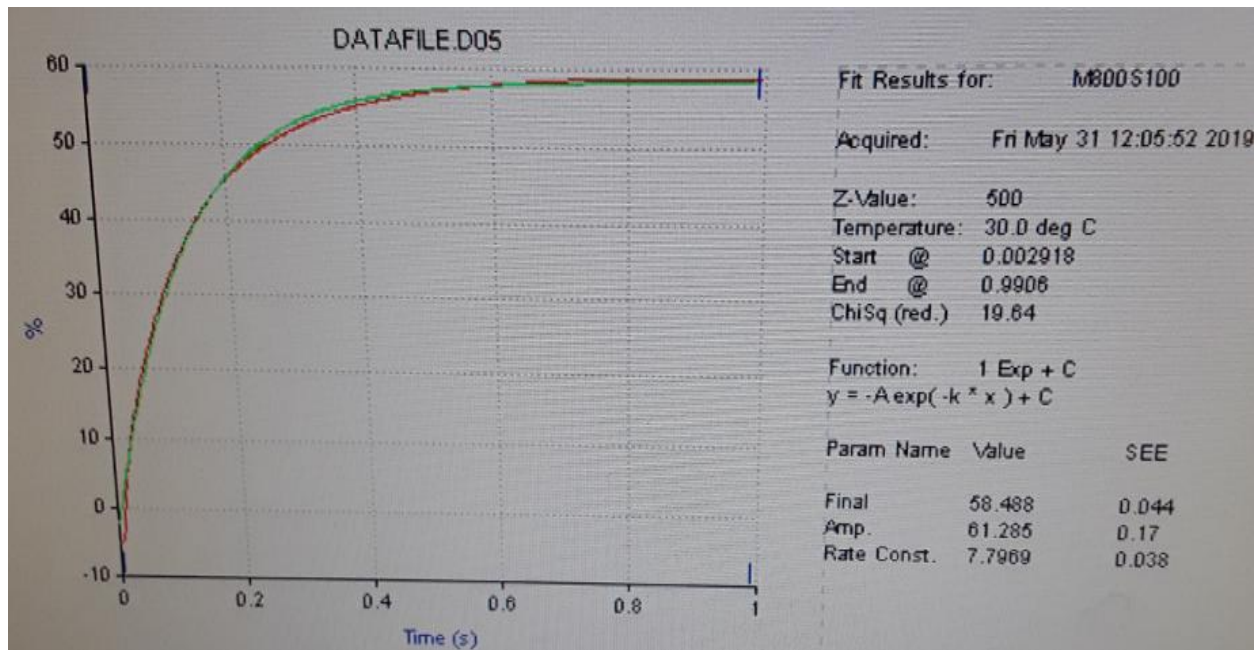 DATAFILE.D05
60
50
40
30
20
10
0
-10
%
0 0.2 0.4 0.6 0.8 1
Time (s)
Fit Results for: M800S100
Acquired: Fri May 31 12:05:52 2019
Z-Value: 500
Temperature: 30.0 deg C
Start @ 0.002918
End @ 0.9906
ChiSq (red.) 19.64
Function: 1 Exp + C
y = -A exp( -k * x ) + C
Param Name Value SEE
Final 58.488 0.044
Amp. 61.285 0.17
Rate Const. 7.7969 0.038